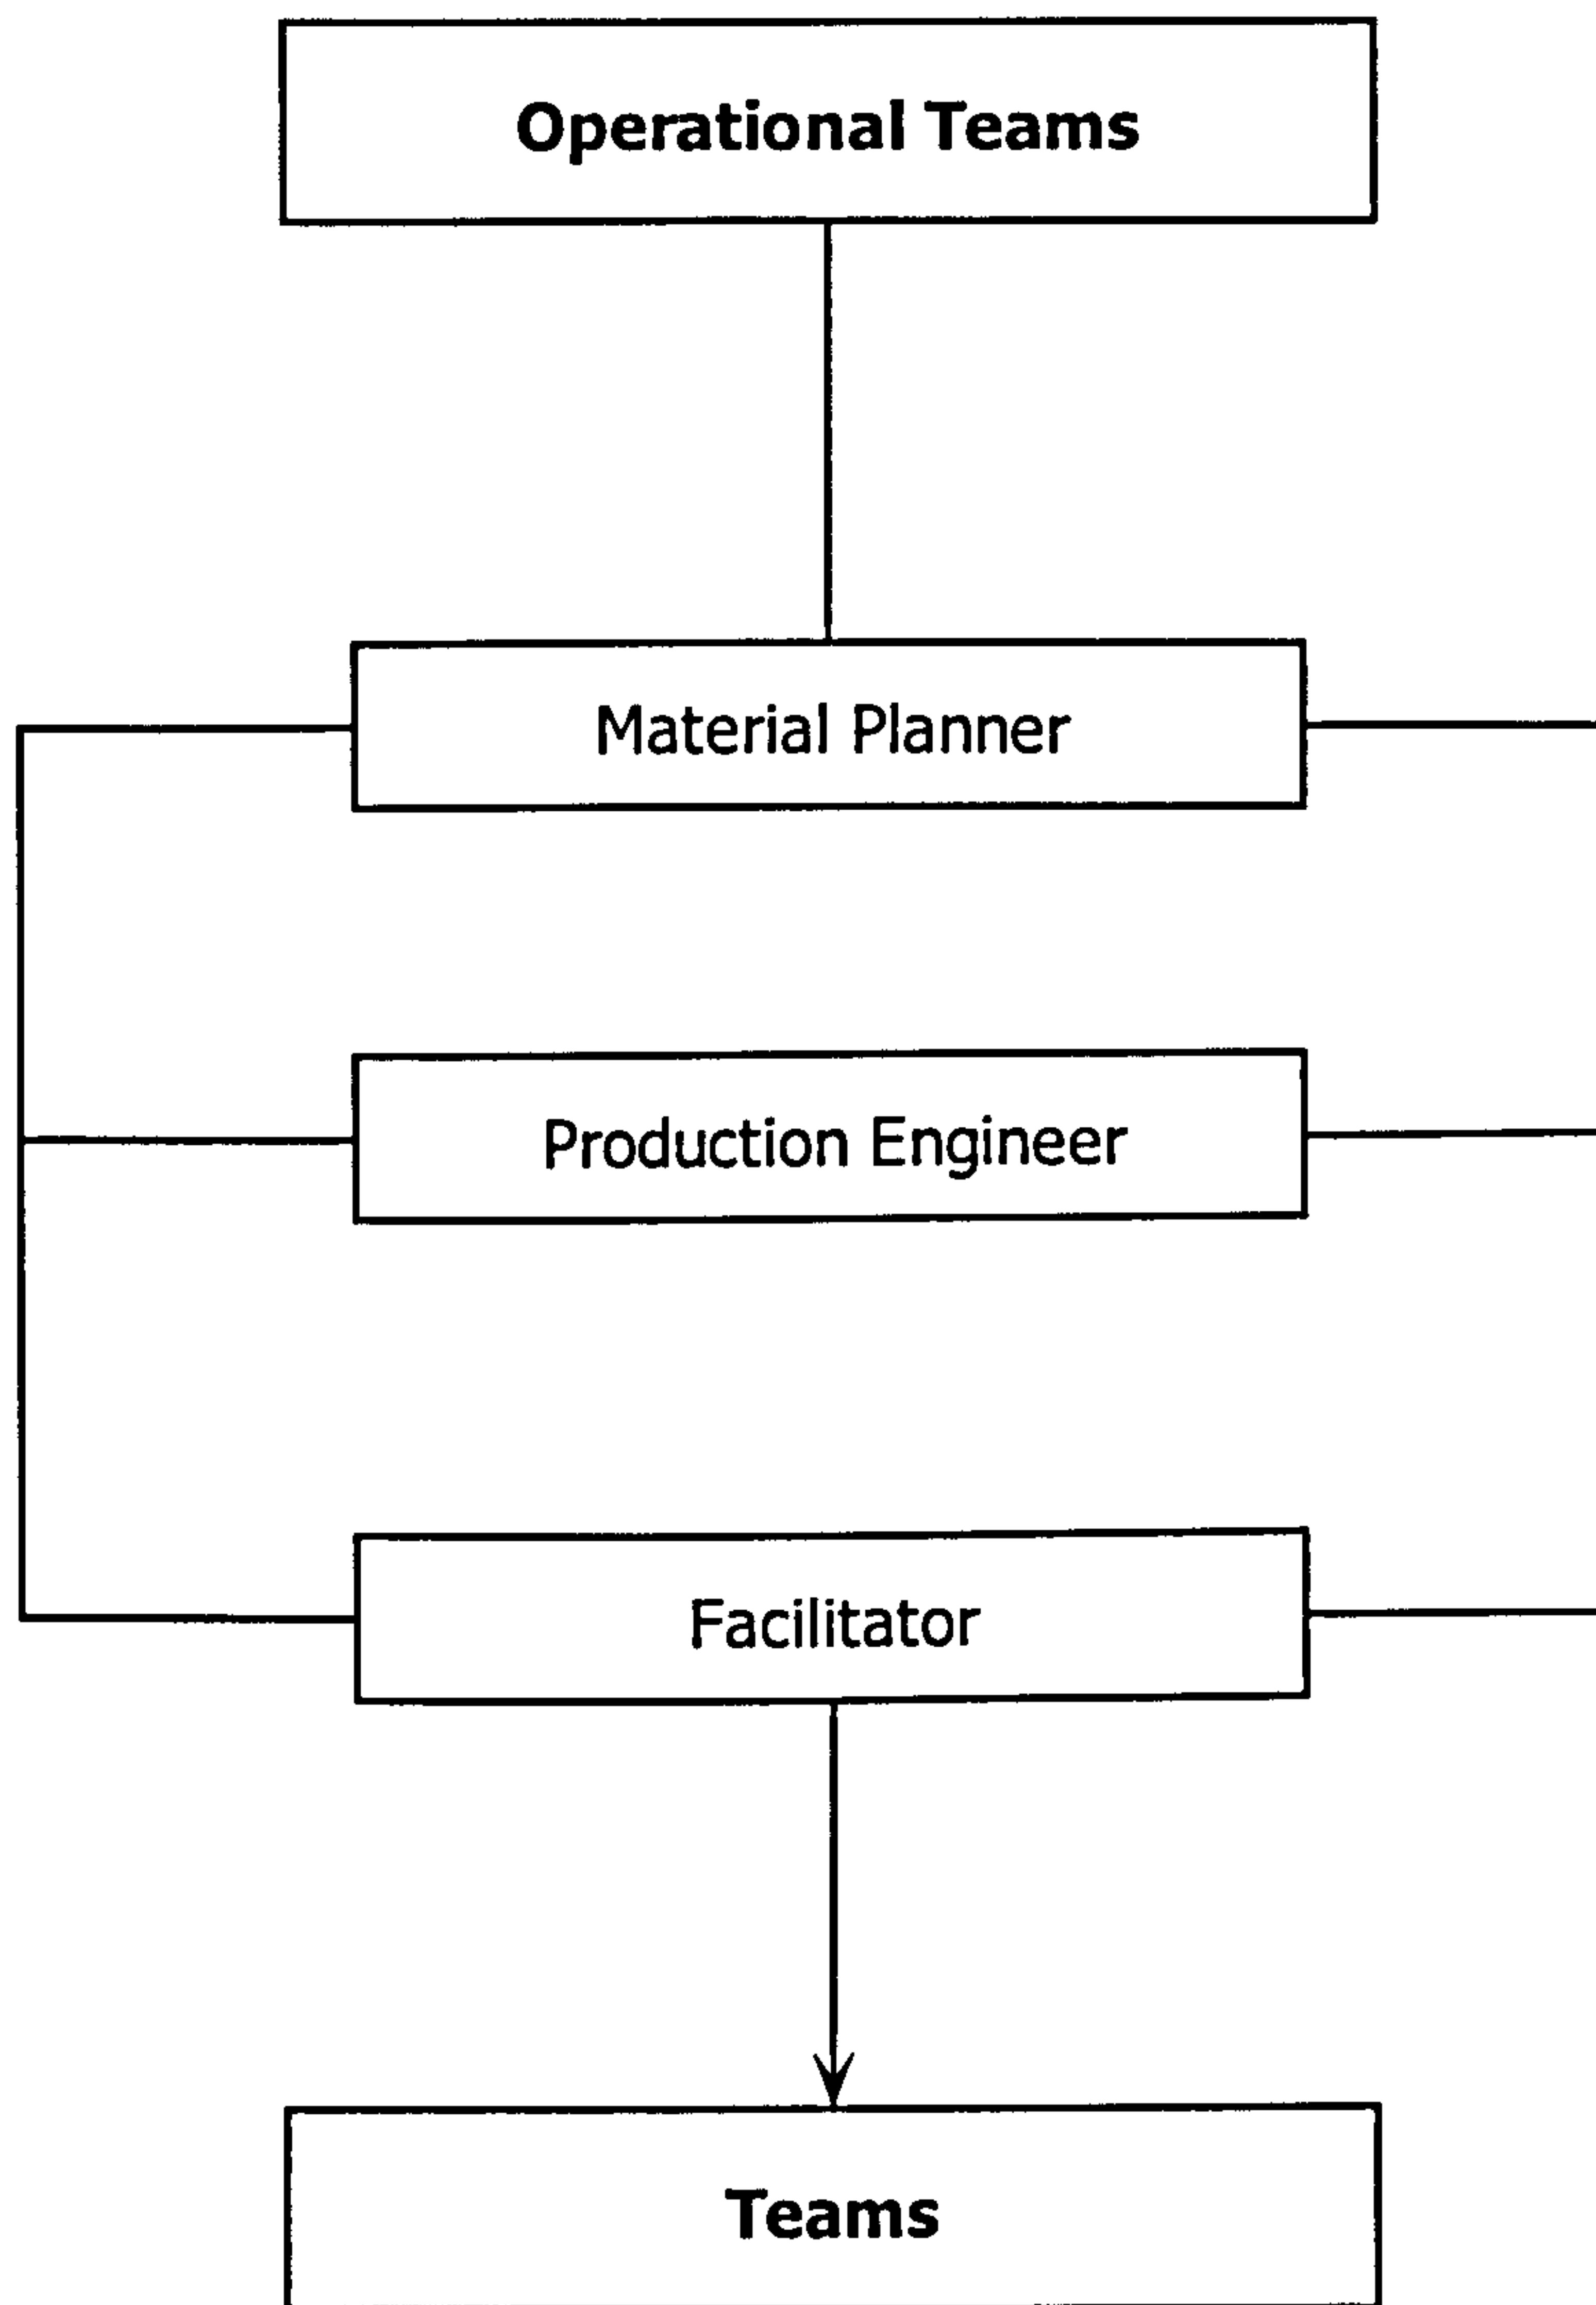 Operational Teams
Material Planner
Production Engineer
Facilitator
Teams